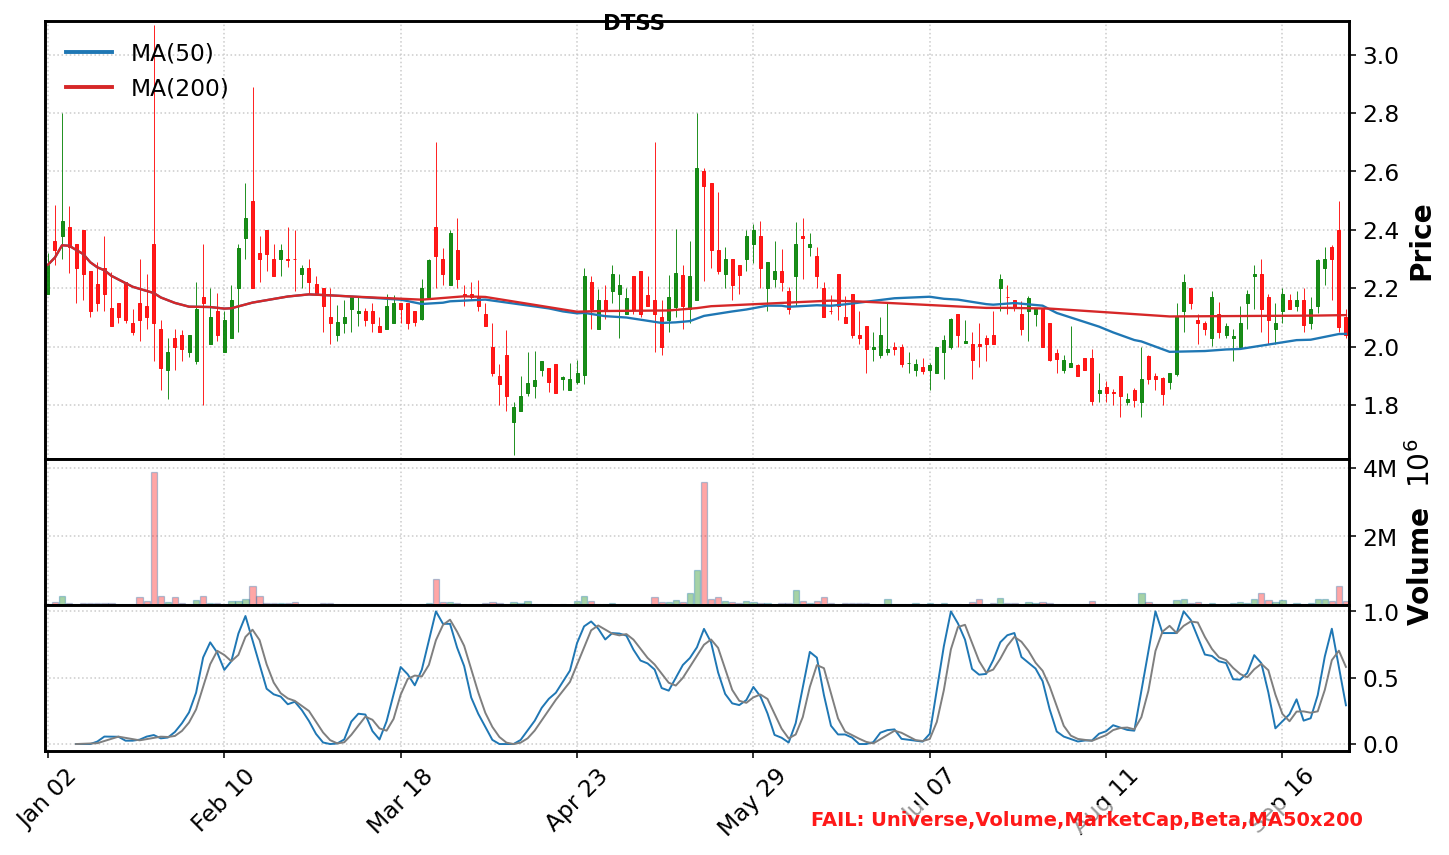 DTSS
MA(50)
MA(200)
3.0
2.8
2.6
2.4
2.2
2.0
1.8
Price
4M
2M
Volume 10⁶
1.0
0.5
0.0
Jan 02
Feb 10
Mar 18
Apr 23
May 29
Jul 07
Aug 11
Sep 16
FAIL: Universe,Volume,MarketCap,Beta,MA50x200